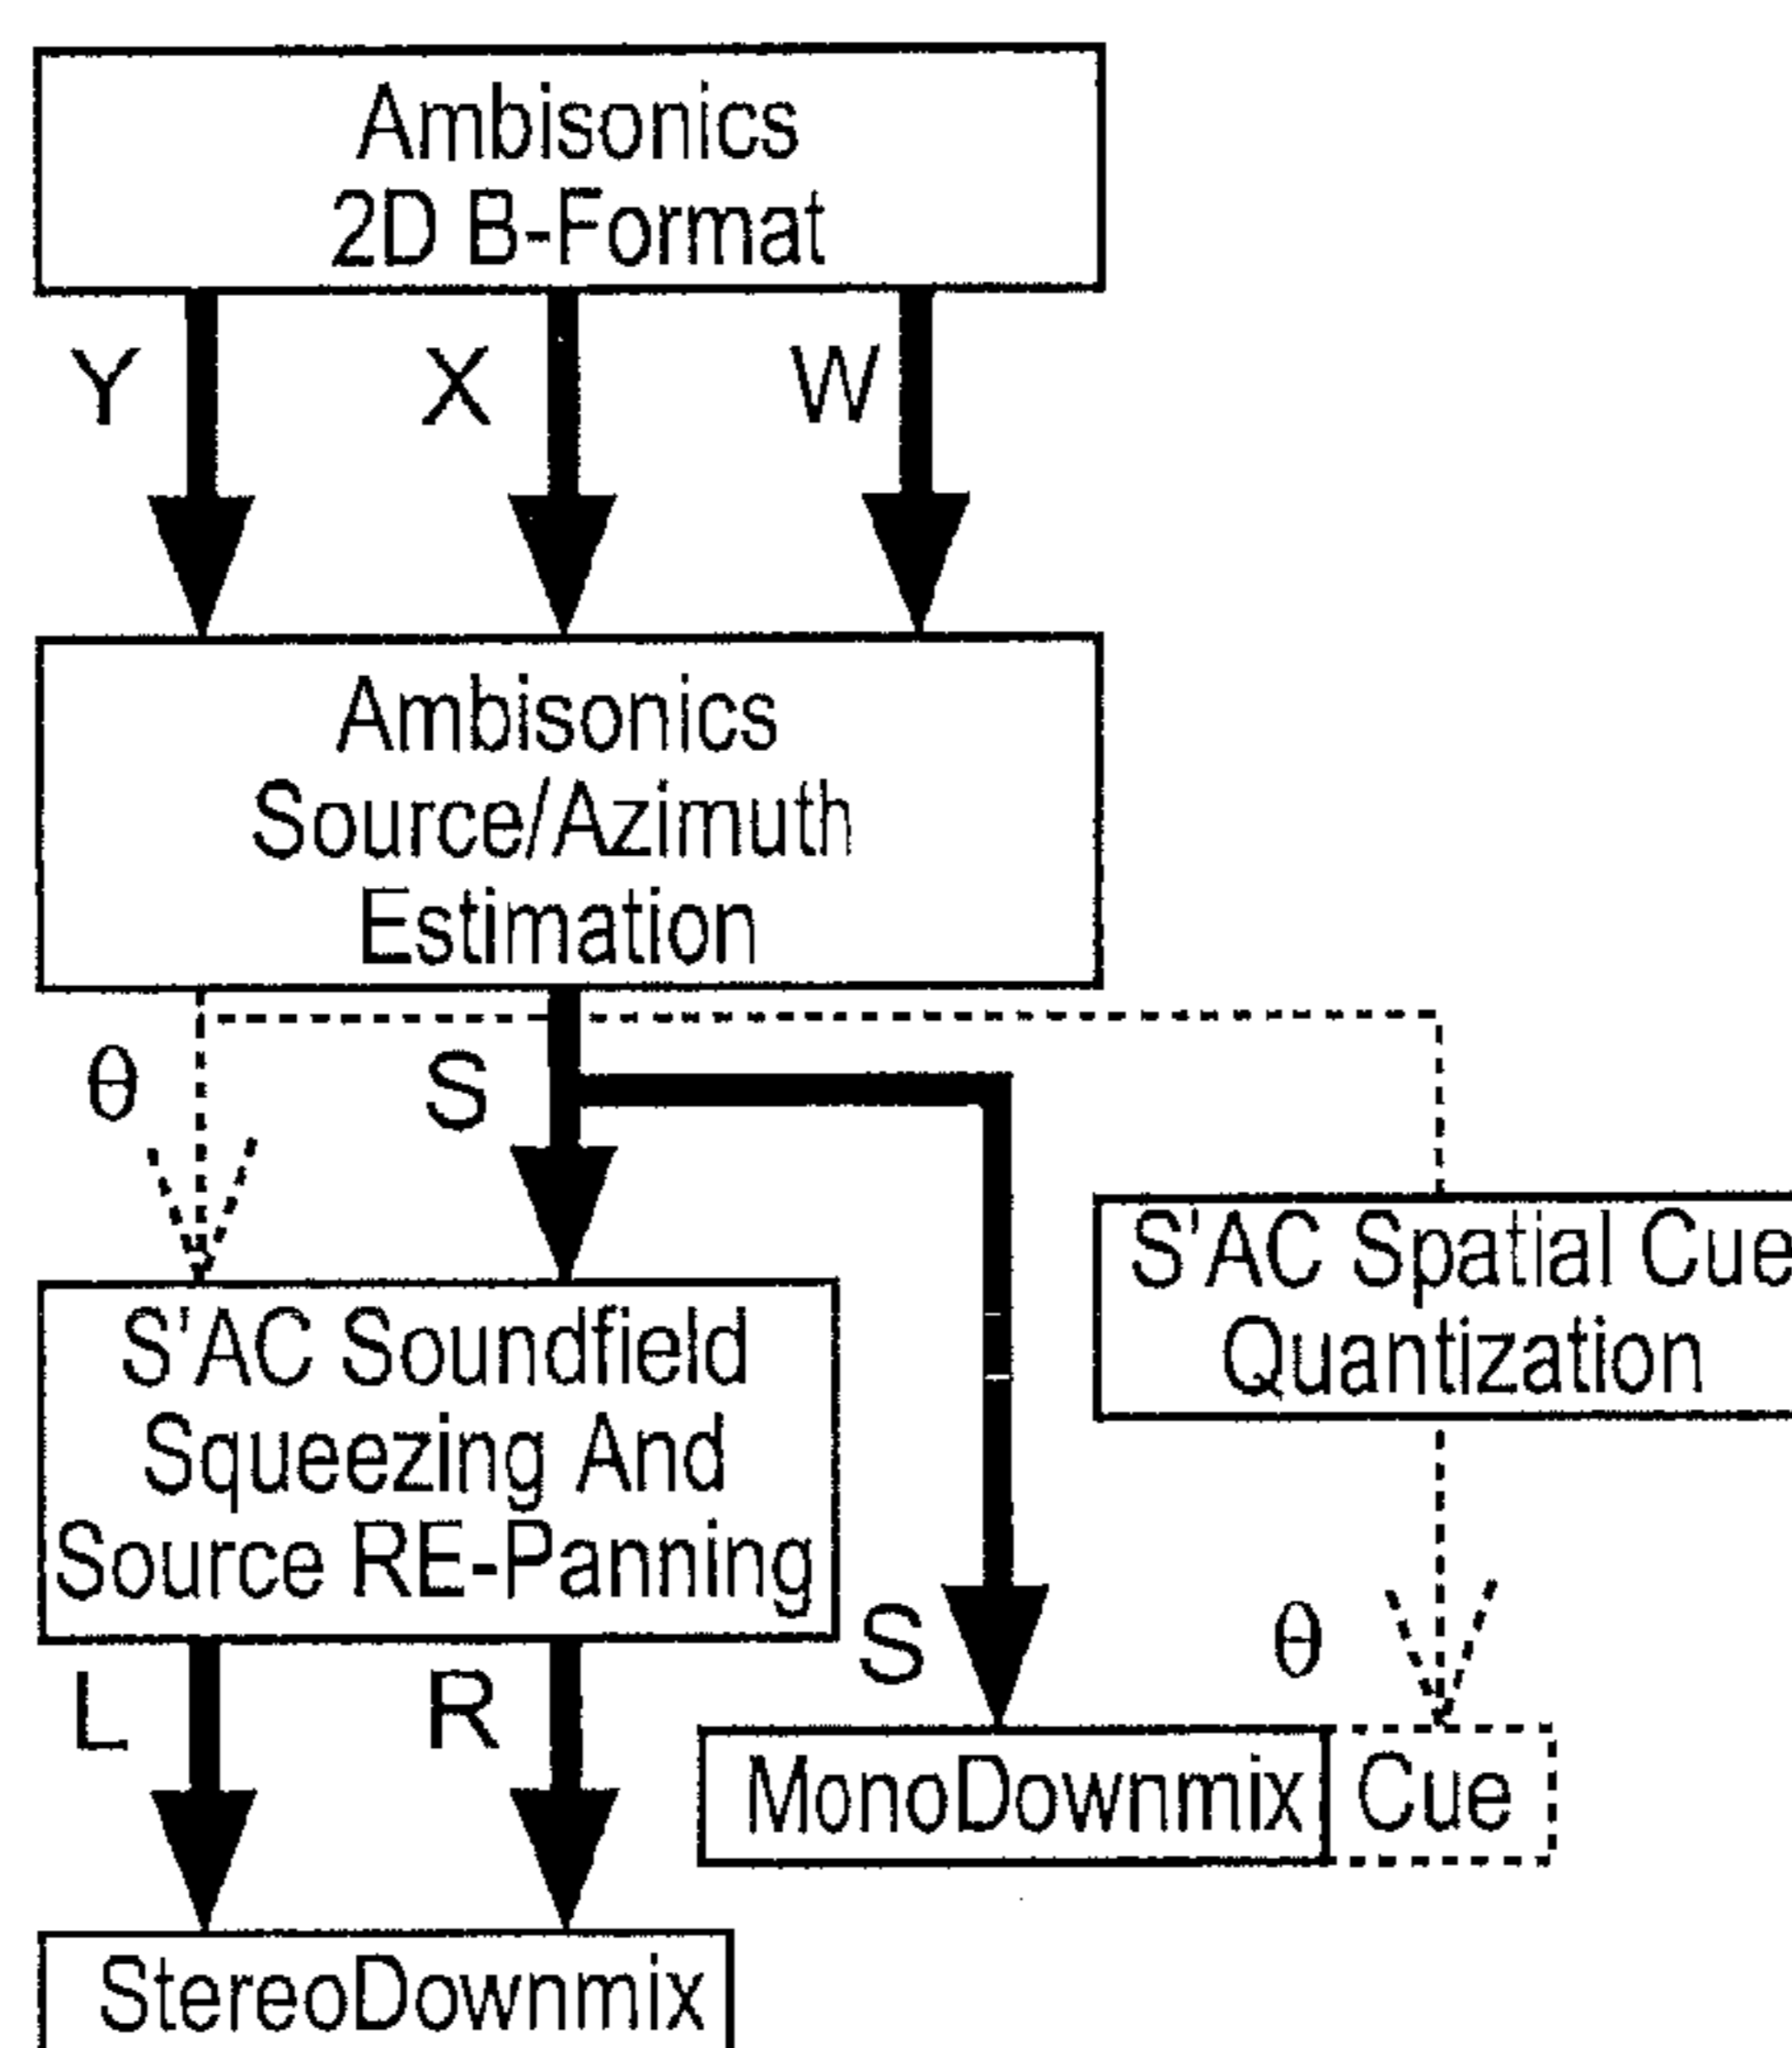 Ambisonics
2D B-Format
Y X W
Ambisonics
Source/Azimuth
Estimation
θ S
S'AC Soundfield
Squeezing And
Source RE-Panning
S'AC Spatial Cue
Quantization
L R S θ
MonoDownmix Cue
StereoDownmix